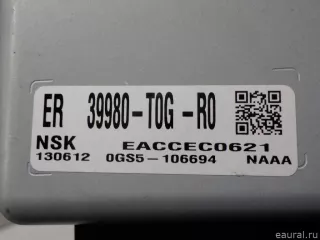 ER 39980-T0G-R0
NSK EACCEC0621
130612 0GS5-106694 NAAA
© eaural.ru